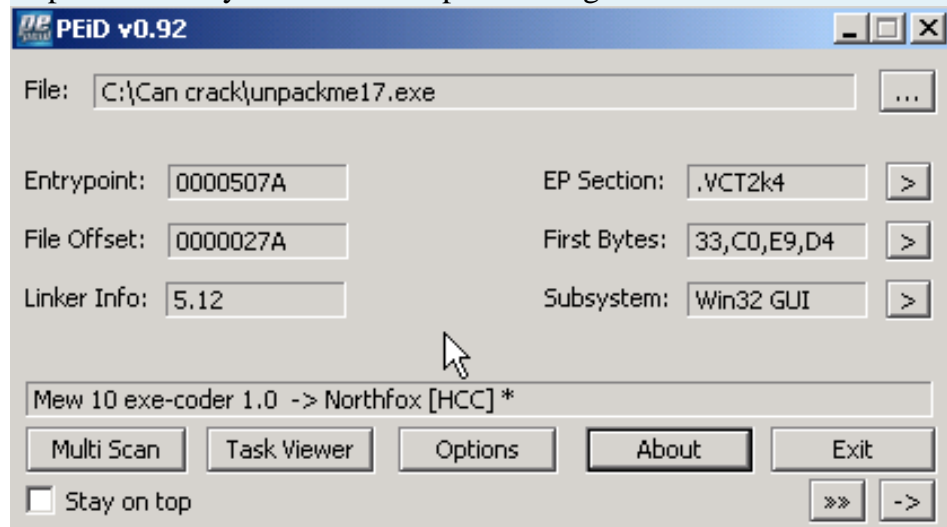 PEiD v0.92
File: C:\Can crack\unpackme17.exe ...
Entrypoint: 0000507A EP Section: .VCT2k4 >
File Offset: 0000027A First Bytes: 33,C0,E9,D4 >
Linker Info: 5.12 Subsystem: Win32 GUI >
Mew 10 exe-coder 1.0 -> Northfox [HCC] *
Multi Scan Task Viewer Options About Exit
Stay on top »» ->